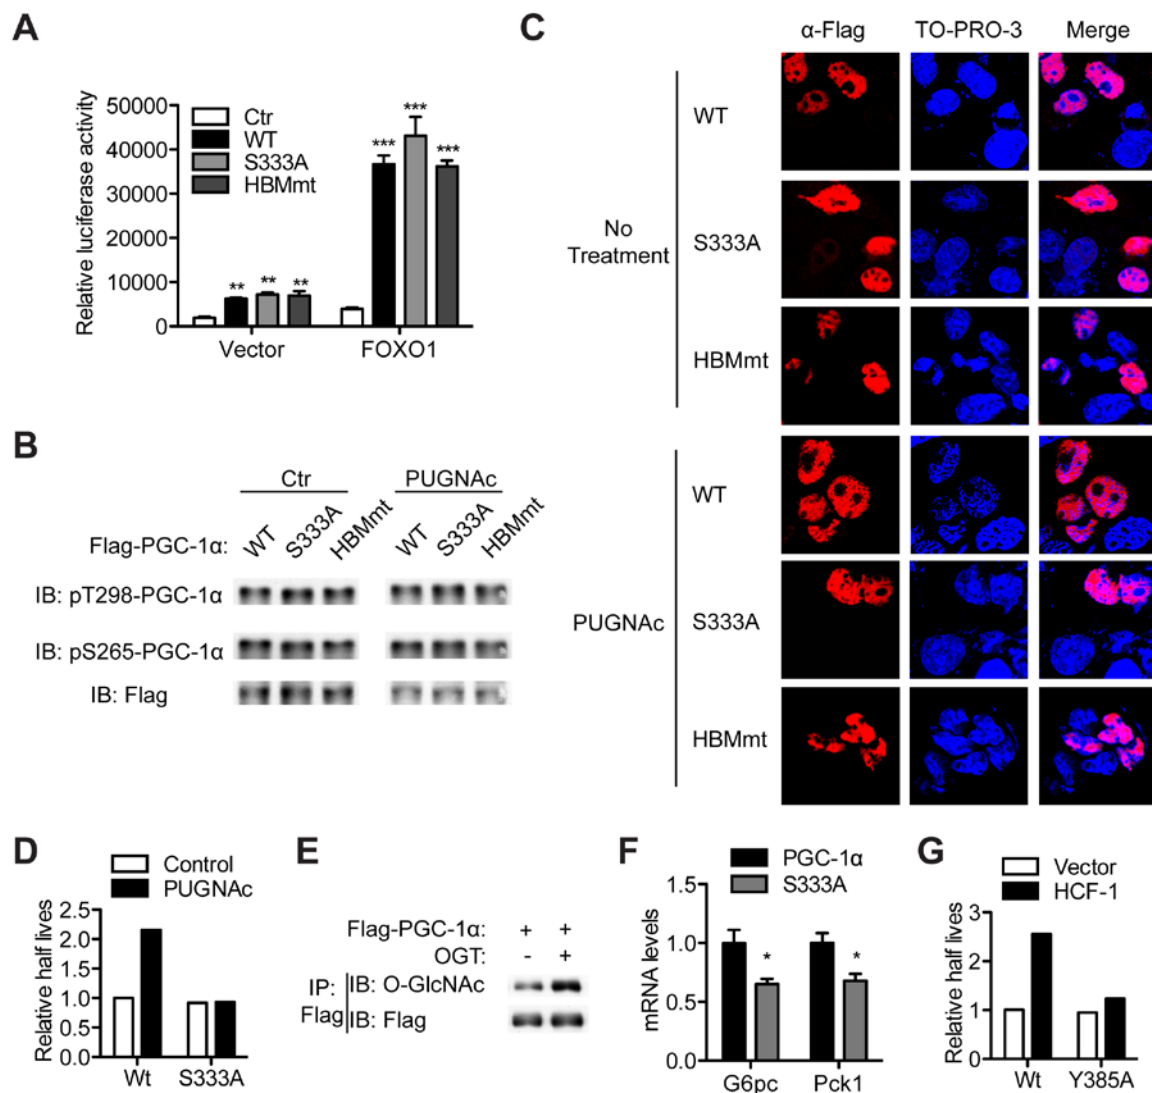 A
Relative luciferase activity
50000
40000
30000
20000
10000
0
Ctr
WT
S333A
HBMmt
** ** **
*** *** ***
Vector FOXO1
B
Ctr PUGNAc
Flag-PGC-1α: WT S333A HBMmt WT S333A HBMmt
IB: pT298-PGC-1α
IB: pS265-PGC-1α
IB: Flag
C
α-Flag TO-PRO-3 Merge
No Treatment
WT
S333A
HBMmt
PUGNAc
WT
S333A
HBMmt
D
Control
PUGNAc
Relative half lives
2.5
2.0
1.5
1.0
0.5
0.0
Wt S333A
E
Flag-PGC-1α: + +
OGT: - +
IP: Flag
IB: O-GlcNAc
IB: Flag
F
PGC-1α
S333A
mRNA levels
1.5
1.0
0.5
0.0
* *
G6pc Pck1
G
Vector
HCF-1
Relative half lives
3
2
1
0
Wt Y385A